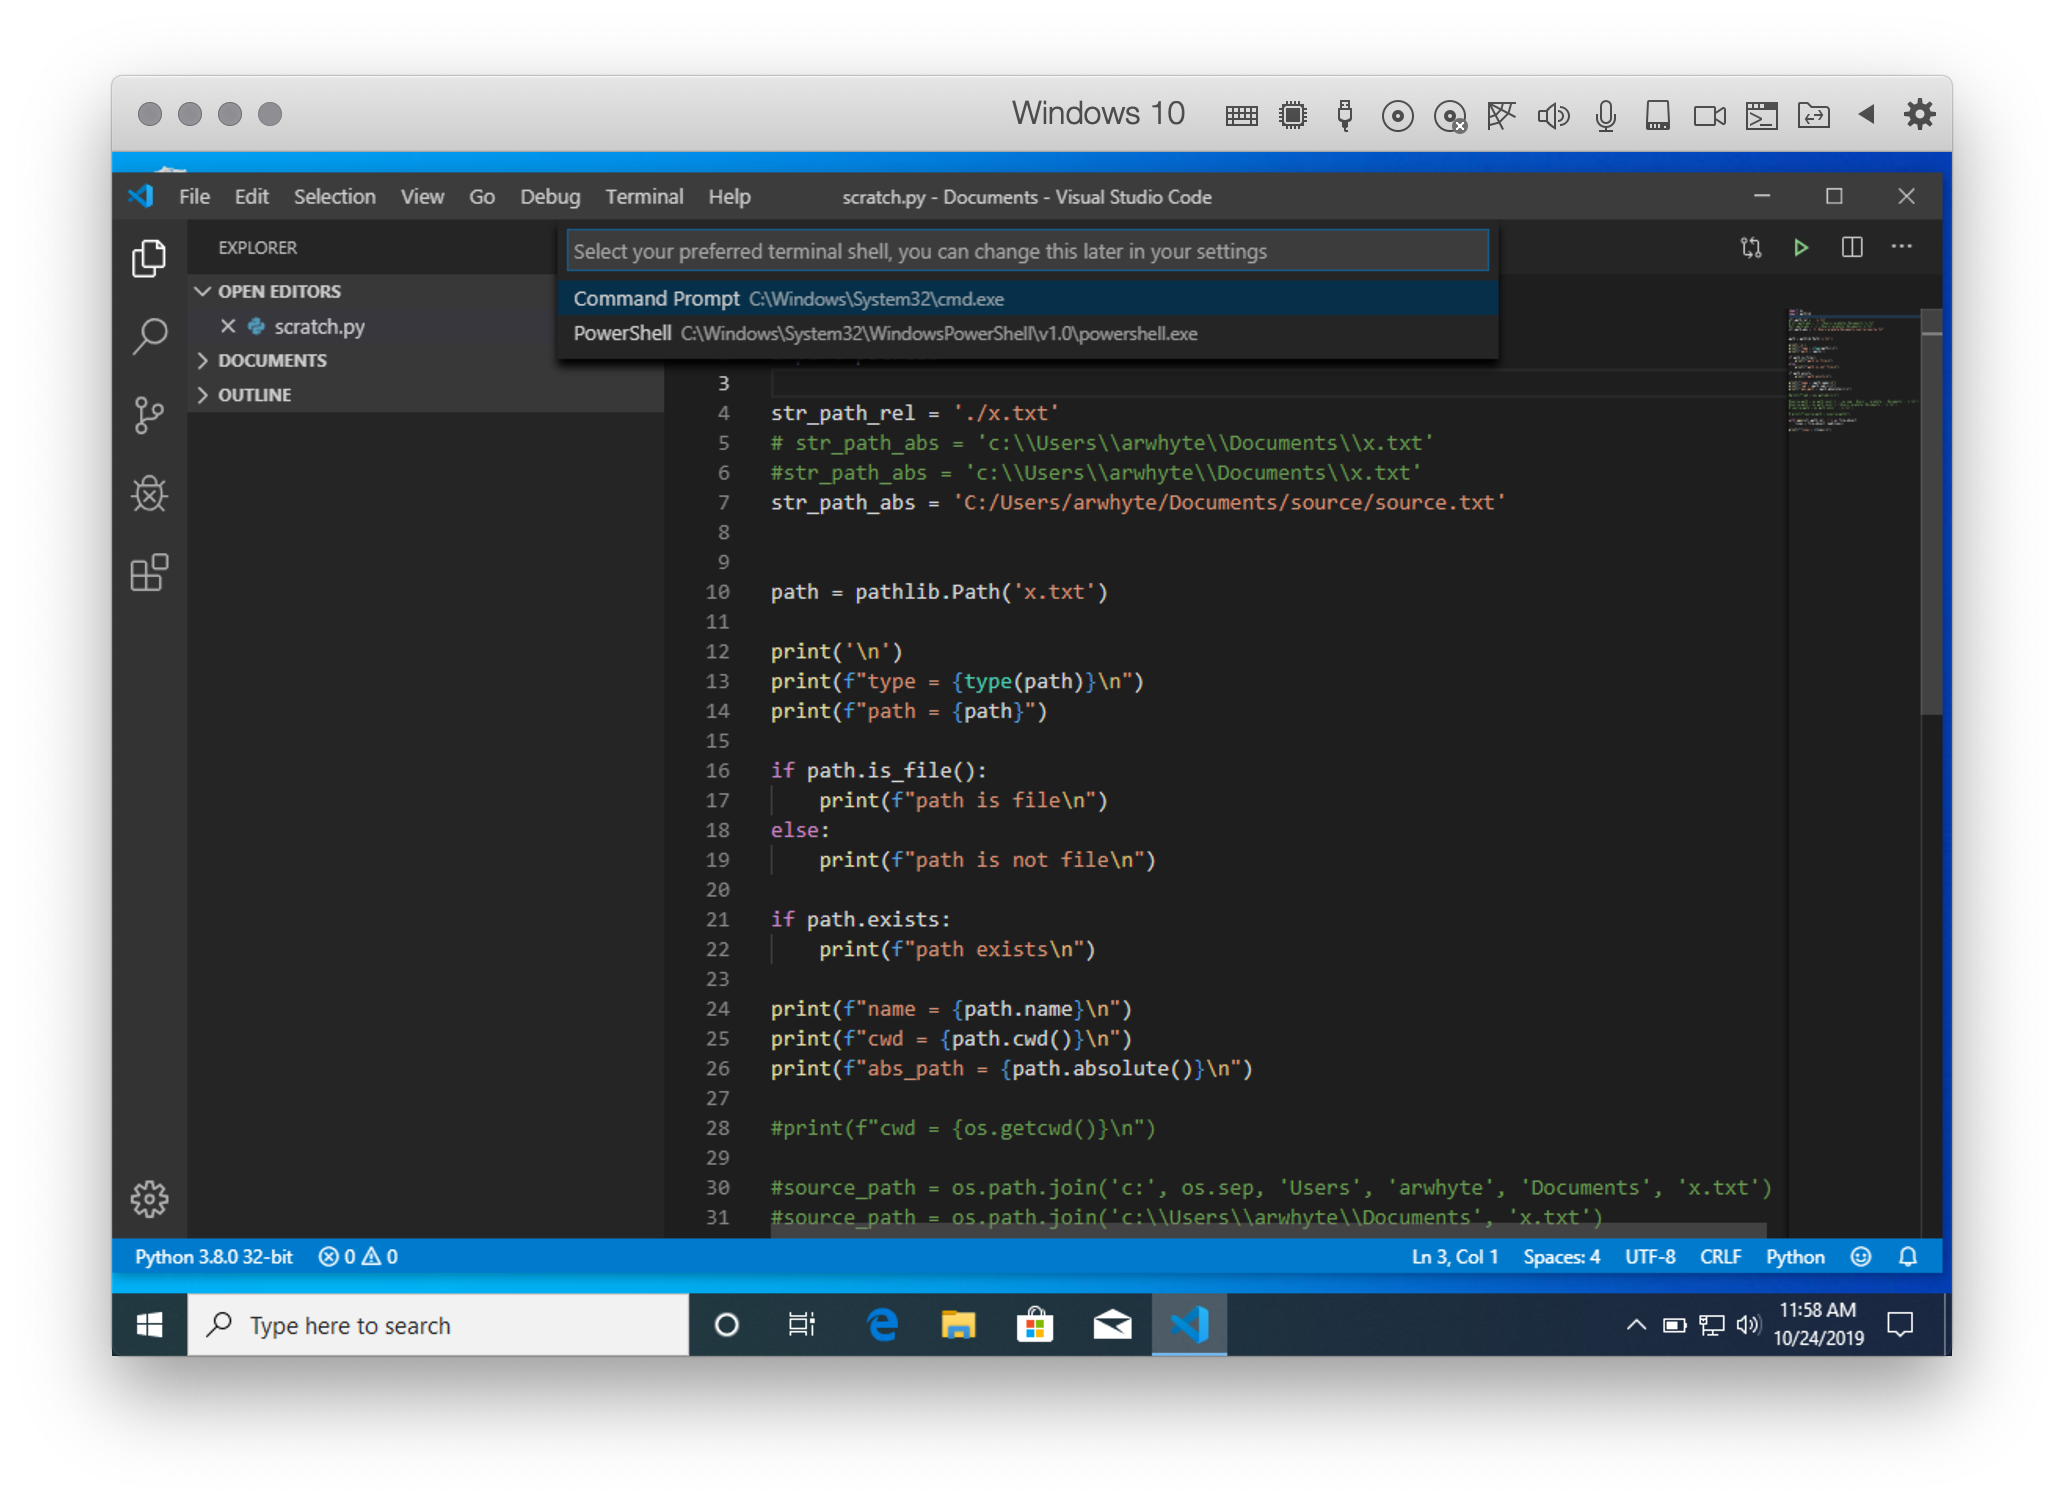 Windows 10
File Edit Selection View Go Debug Terminal Help scratch.py - Documents - Visual Studio Code
EXPLORER
Select your preferred terminal shell, you can change this later in your settings
Command Prompt C:\Windows\System32\cmd.exe
PowerShell C:\Windows\System32\WindowsPowerShell\v1.0\powershell.exe
OPEN EDITORS
scratch.py
DOCUMENTS
OUTLINE
3
4 str_path_rel = './x.txt'
5 # str_path_abs = 'c:\\Users\\arwhyte\\Documents\\x.txt'
6 #str_path_abs = 'c:\\Users\\arwhyte\\Documents\\x.txt'
7 str_path_abs = 'C:/Users/arwhyte/Documents/source/source.txt'
8
9
10 path = pathlib.Path('x.txt')
11
12 print('\n')
13 print(f"type = {type(path)}\n")
14 print(f"path = {path}")
15
16 if path.is_file():
17 print(f"path is file\n")
18 else:
19 print(f"path is not file\n")
20
21 if path.exists:
22 print(f"path exists\n")
23
24 print(f"name = {path.name}\n")
25 print(f"cwd = {path.cwd()}\n")
26 print(f"abs_path = {path.absolute()}\n")
27
28 #print(f"cwd = {os.getcwd()}\n")
29
30 #source_path = os.path.join('c:', os.sep, 'Users', 'arwhyte', 'Documents', 'x.txt')
31 #source_path = os.path.join('c:\\Users\\arwhyte\\Documents', 'x.txt')
Python 3.8.0 32-bit 0 0 Ln 3, Col 1 Spaces: 4 UTF-8 CRLF Python
Type here to search
11:58 AM
10/24/2019